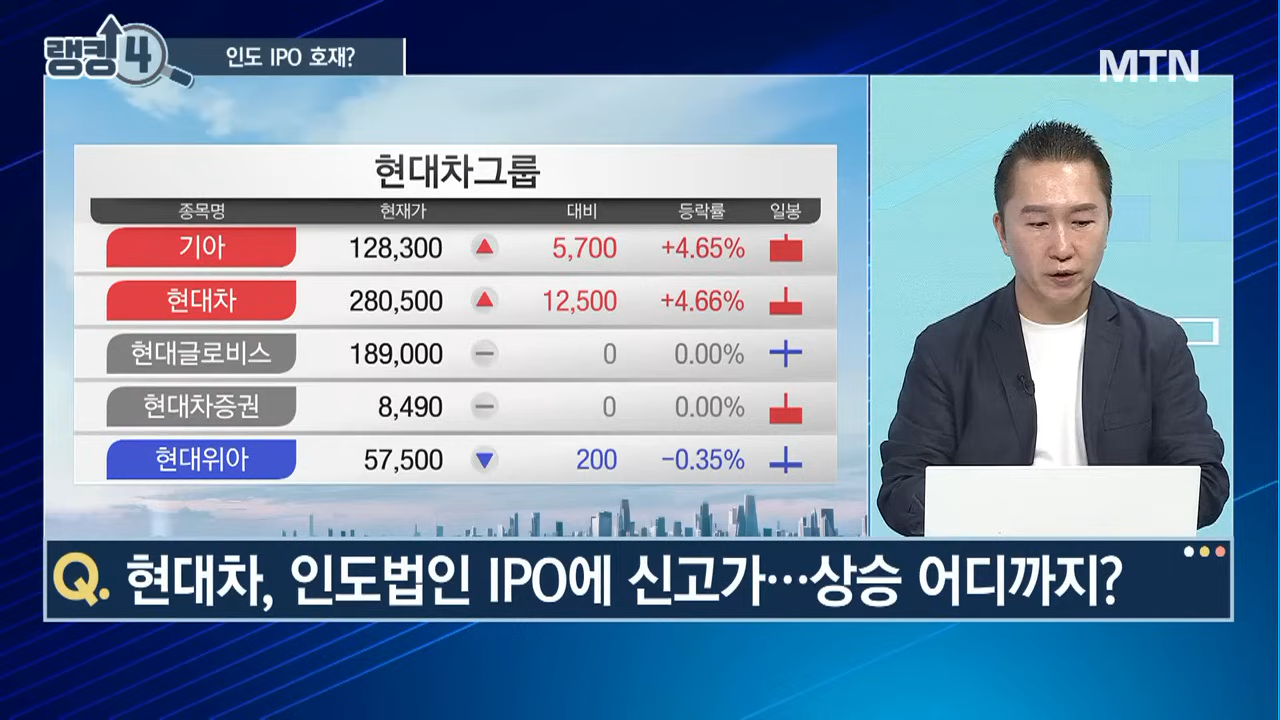 랭킹4
인도 IPO 호재?
MTN
현대차그룹
종목명 현재가 대비 등락률 일봉
기아 128,300 ▲ 5,700 +4.65%
현대차 280,500 ▲ 12,500 +4.66%
현대글로비스 189,000 － 0 0.00%
현대차증권 8,490 － 0 0.00%
현대위아 57,500 ▼ 200 －0.35%
Q. 현대차, 인도법인 IPO에 신고가…상승 어디까지?